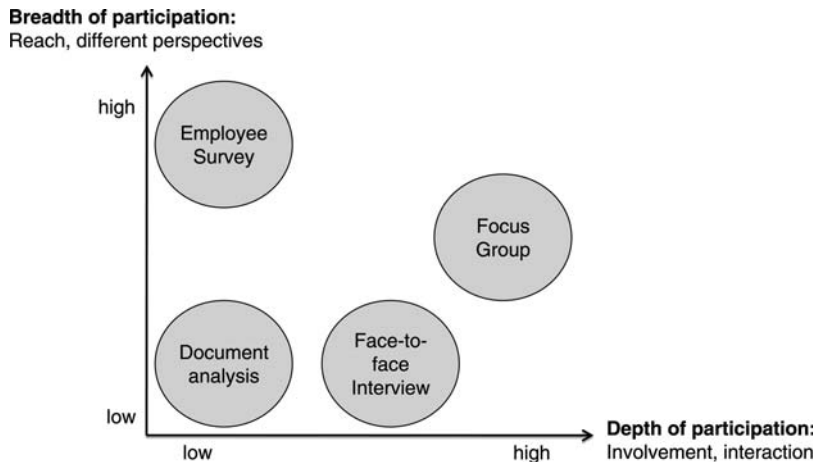 Breadth of participation:
Reach, different perspectives
high
Employee
Survey
Focus
Group
Document
analysis
Face-to-
face
Interview
low
low
high
Depth of participation:
Involvement, interaction